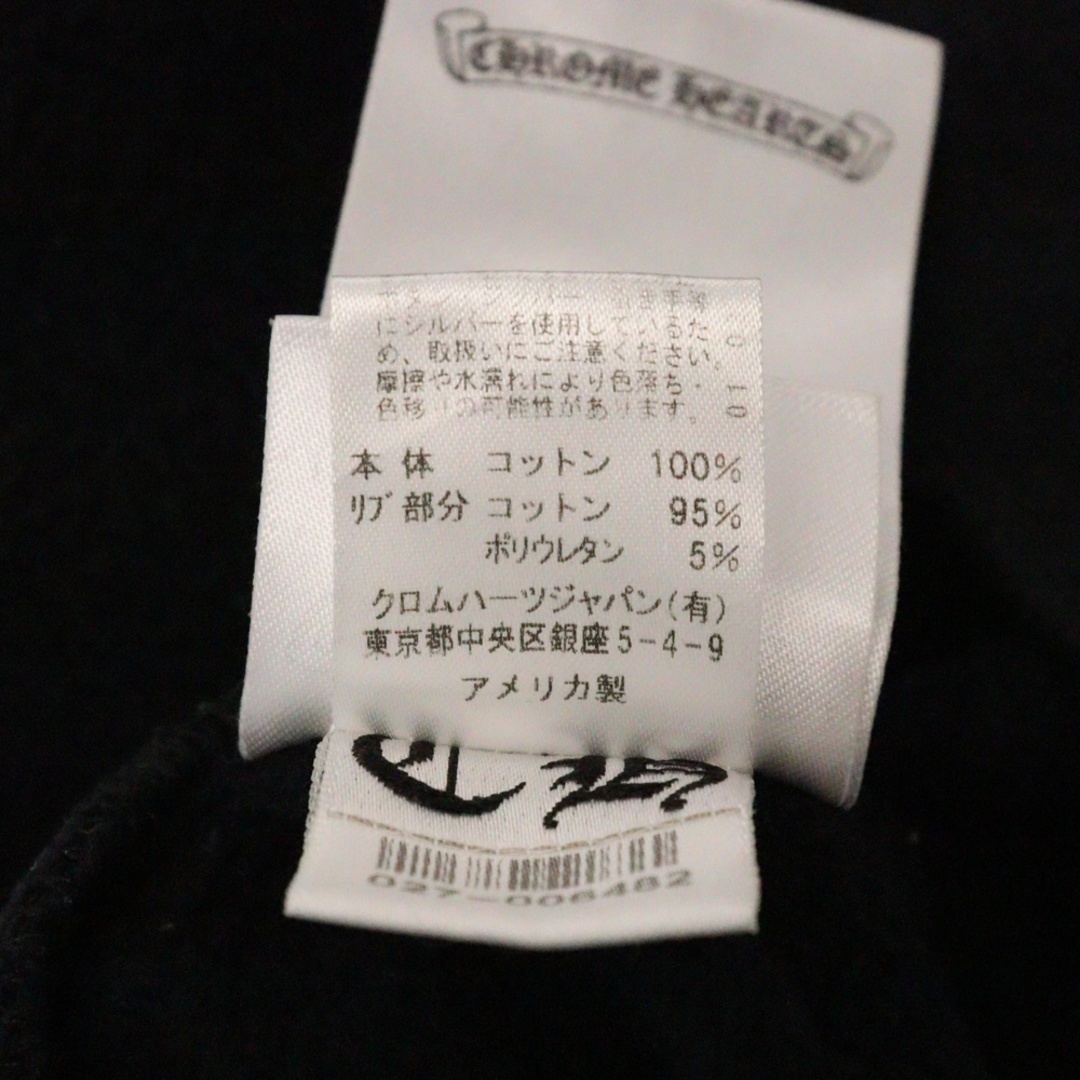 CHROME HEARTS
にシルバーを使用しているた
め、取扱いにご注意ください。
摩擦や水濡れにより色落ち・
色移りの可能性があります。
0 010
本体 コットン 100%
リブ部分 コットン 95%
ポリウレタン 5%
クロムハーツジャパン(有)
東京都中央区銀座5-4-9
アメリカ製
027-006482